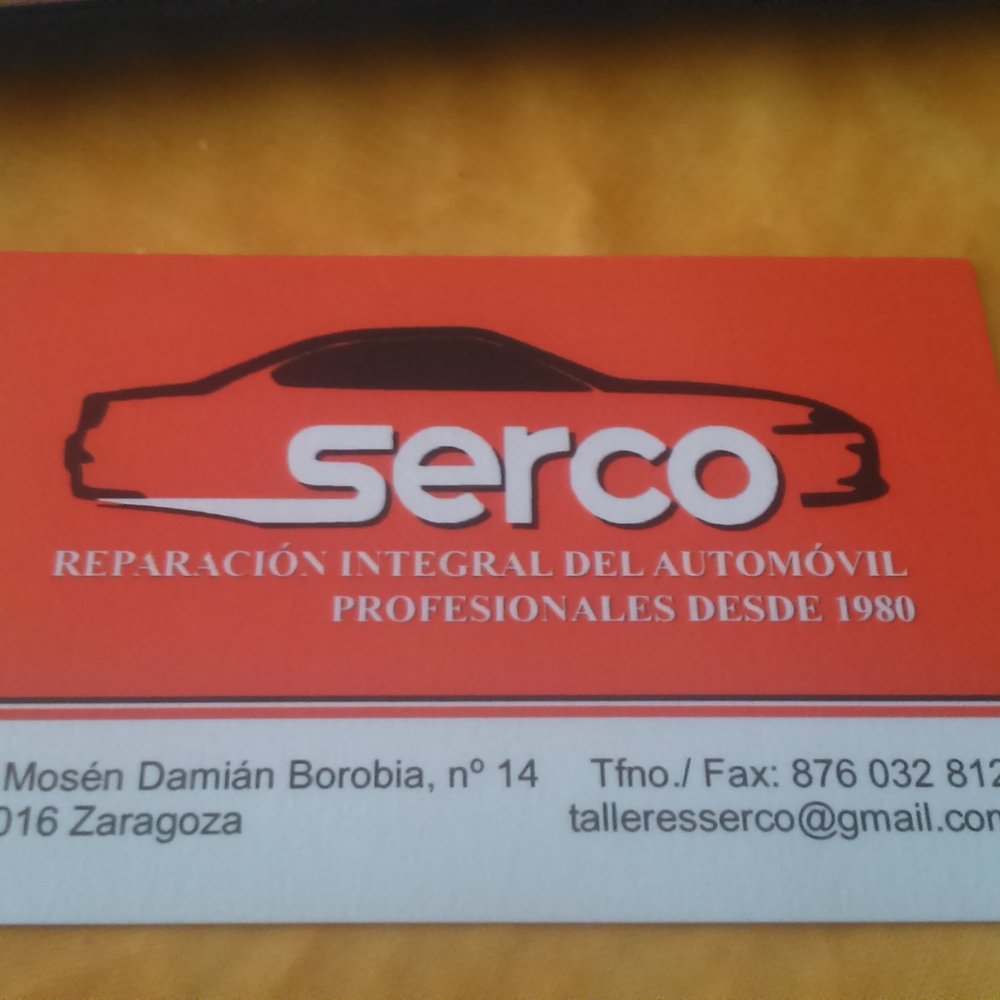 serco
REPARACIÓN INTEGRAL DEL AUTOMÓVIL
PROFESIONALES DESDE 1980
Mosén Damián Borobia, nº 14 Tfno./ Fax: 876 032 812
016 Zaragoza talleresserco@gmail.com